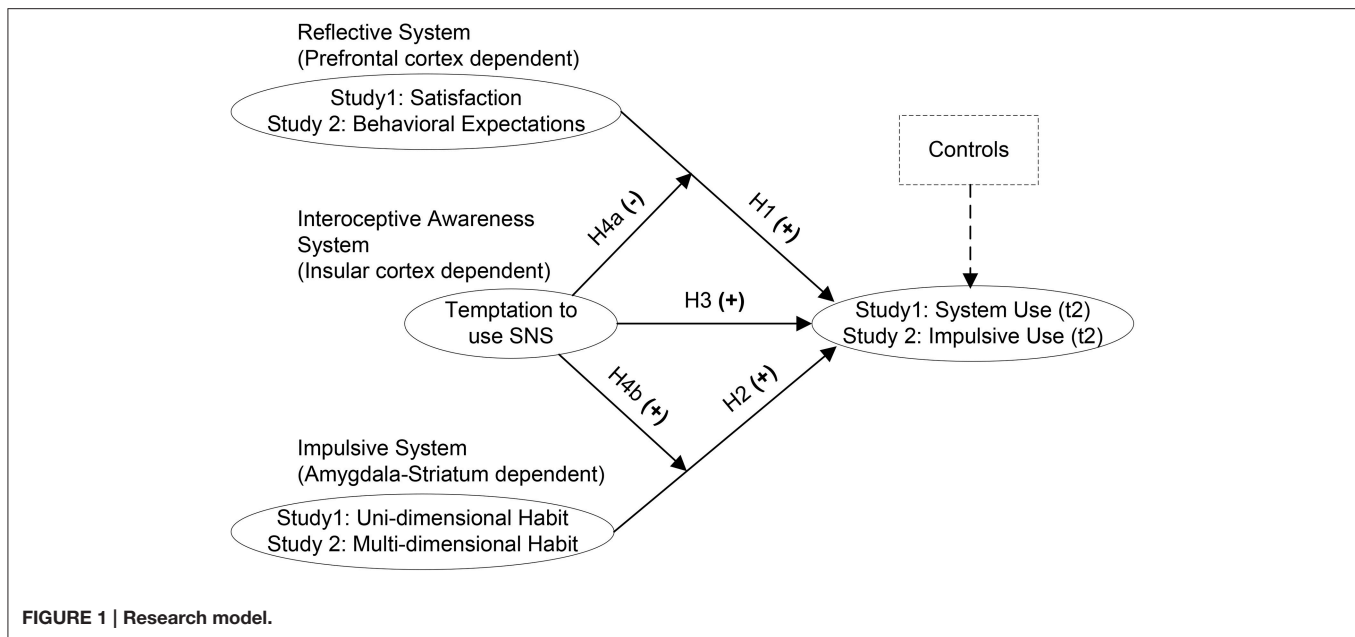 Reflective System
(Prefrontal cortex dependent)
Study1: Satisfaction
Study 2: Behavioral Expectations
Controls
H1 (+)
H4a (-)
Interoceptive Awareness
System
(Insular cortex dependent)
Temptation to
use SNS
H3 (+)
Study1: System Use (t2)
Study 2: Impulsive Use (t2)
H4b (+)
H2 (+)
Impulsive System
(Amygdala-Striatum dependent)
Study1: Uni-dimensional Habit
Study 2: Multi-dimensional Habit
FIGURE 1 | Research model.